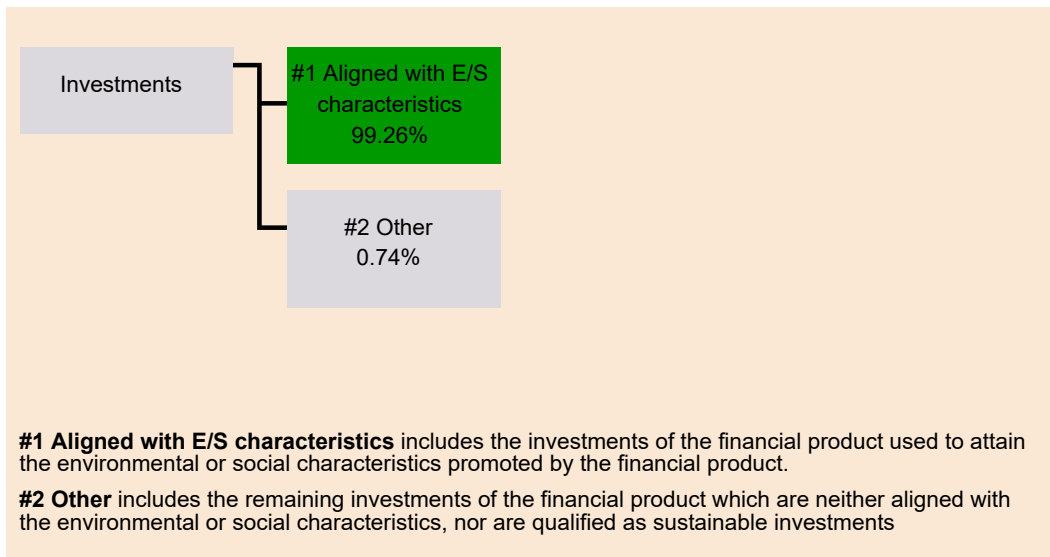 Investments
#1 Aligned with E/S
characteristics
99.26%
#2 Other
0.74%
#1 Aligned with E/S characteristics includes the investments of the financial product used to attain
the environmental or social characteristics promoted by the financial product.
#2 Other includes the remaining investments of the financial product which are neither aligned with
the environmental or social characteristics, nor are qualified as sustainable investments